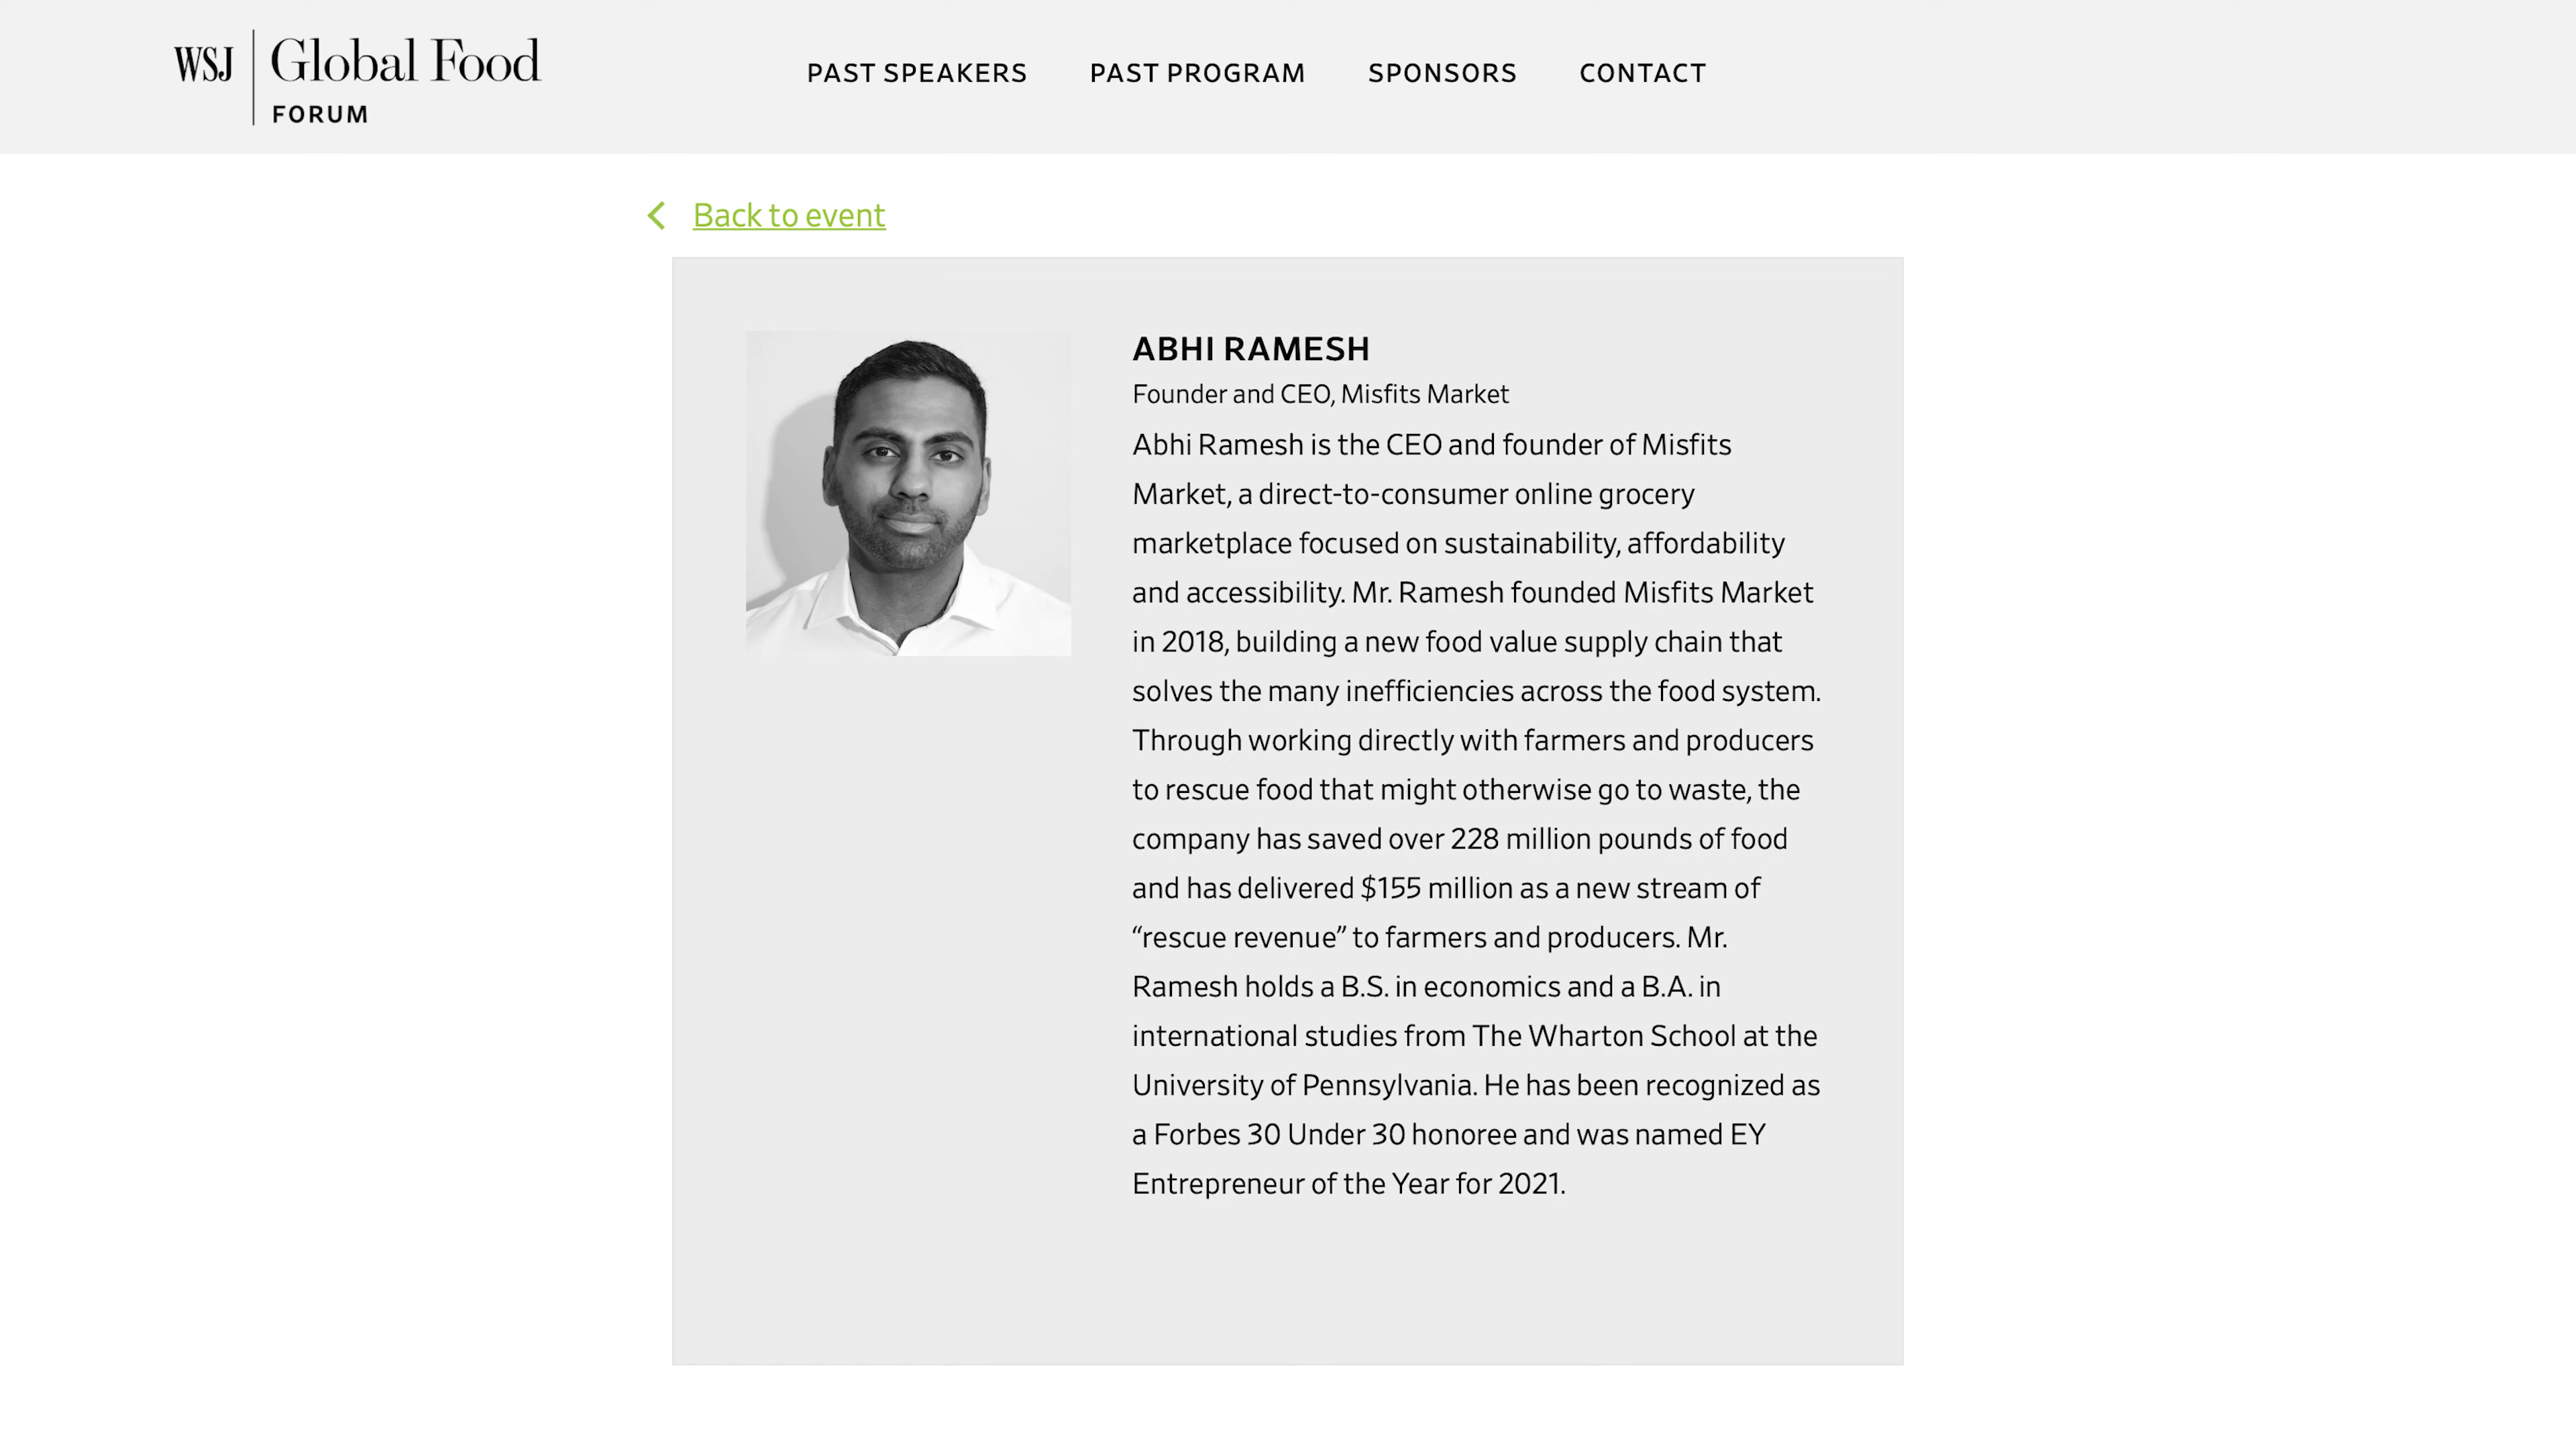 WSJ Global Food
FORUM
PAST SPEAKERS PAST PROGRAM SPONSORS CONTACT
Back to event
ABHI RAMESH
Founder and CEO, Misfits Market
Abhi Ramesh is the CEO and founder of Misfits
Market, a direct-to-consumer online grocery
marketplace focused on sustainability, affordability
and accessibility. Mr. Ramesh founded Misfits Market
in 2018, building a new food value supply chain that
solves the many inefficiencies across the food system.
Through working directly with farmers and producers
to rescue food that might otherwise go to waste, the
company has saved over 228 million pounds of food
and has delivered $155 million as a new stream of
“rescue revenue” to farmers and producers. Mr.
Ramesh holds a B.S. in economics and a B.A. in
international studies from The Wharton School at the
University of Pennsylvania. He has been recognized as
a Forbes 30 Under 30 honoree and was named EY
Entrepreneur of the Year for 2021.